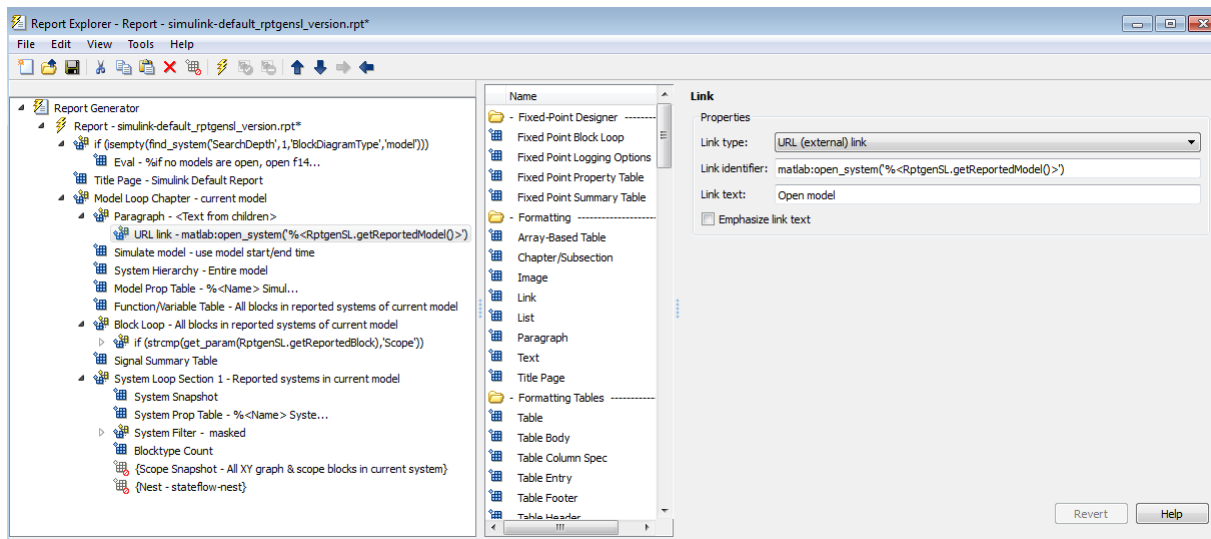 Report Explorer - Report - simulink-default_rptgensl_version.rpt*
File Edit View Tools Help
Report Generator
Report - simulink-default_rptgensl_version.rpt*
if (isempty(find_system('SearchDepth',1,'BlockDiagramType','model')))
Eval - %if no models are open, open f14...
Title Page - Simulink Default Report
Model Loop Chapter - current model
Paragraph - <Text from children>
URL link - matlab:open_system('%<RptgenSL.getReportedModel()>')
Simulate model - use model start/end time
System Hierarchy - Entire model
Model Prop Table - %<Name> Simul...
Function/Variable Table - All blocks in reported systems of current model
Block Loop - All blocks in reported systems of current model
if (strcmp(get_param(RptgenSL.getReportedBlock),'Scope'))
Signal Summary Table
System Loop Section 1 - Reported systems in current model
System Snapshot
System Prop Table - %<Name> Syste...
System Filter - masked
Blocktype Count
{Scope Snapshot - All XY graph & scope blocks in current system}
{Nest - stateflow-nest}
Name
- Fixed-Point Designer --------
Fixed Point Block Loop
Fixed Point Logging Options
Fixed Point Property Table
Fixed Point Summary Table
- Formatting -----------------
Array-Based Table
Chapter/Subsection
Image
Link
List
Paragraph
Text
Title Page
- Formatting Tables -----------
Table
Table Body
Table Column Spec
Table Entry
Table Footer
Table Header
Link
Properties
Link type: URL (external) link
Link identifier: matlab:open_system('%<RptgenSL.getReportedModel()>')
Link text: Open model
Emphasize link text
Revert Help